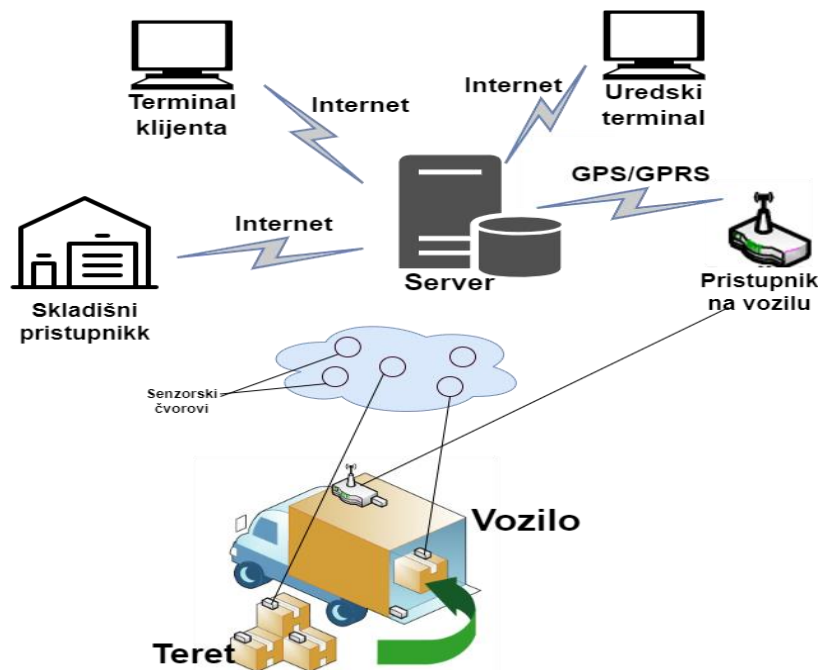 Terminal
klijenta
Internet
Internet
Uredski
terminal
GPS/GPRS
Internet
Server
Skladišni
pristupnikk
Pristupnik
na vozilu
Senzorski
čvorovi
Vozilo
Teret